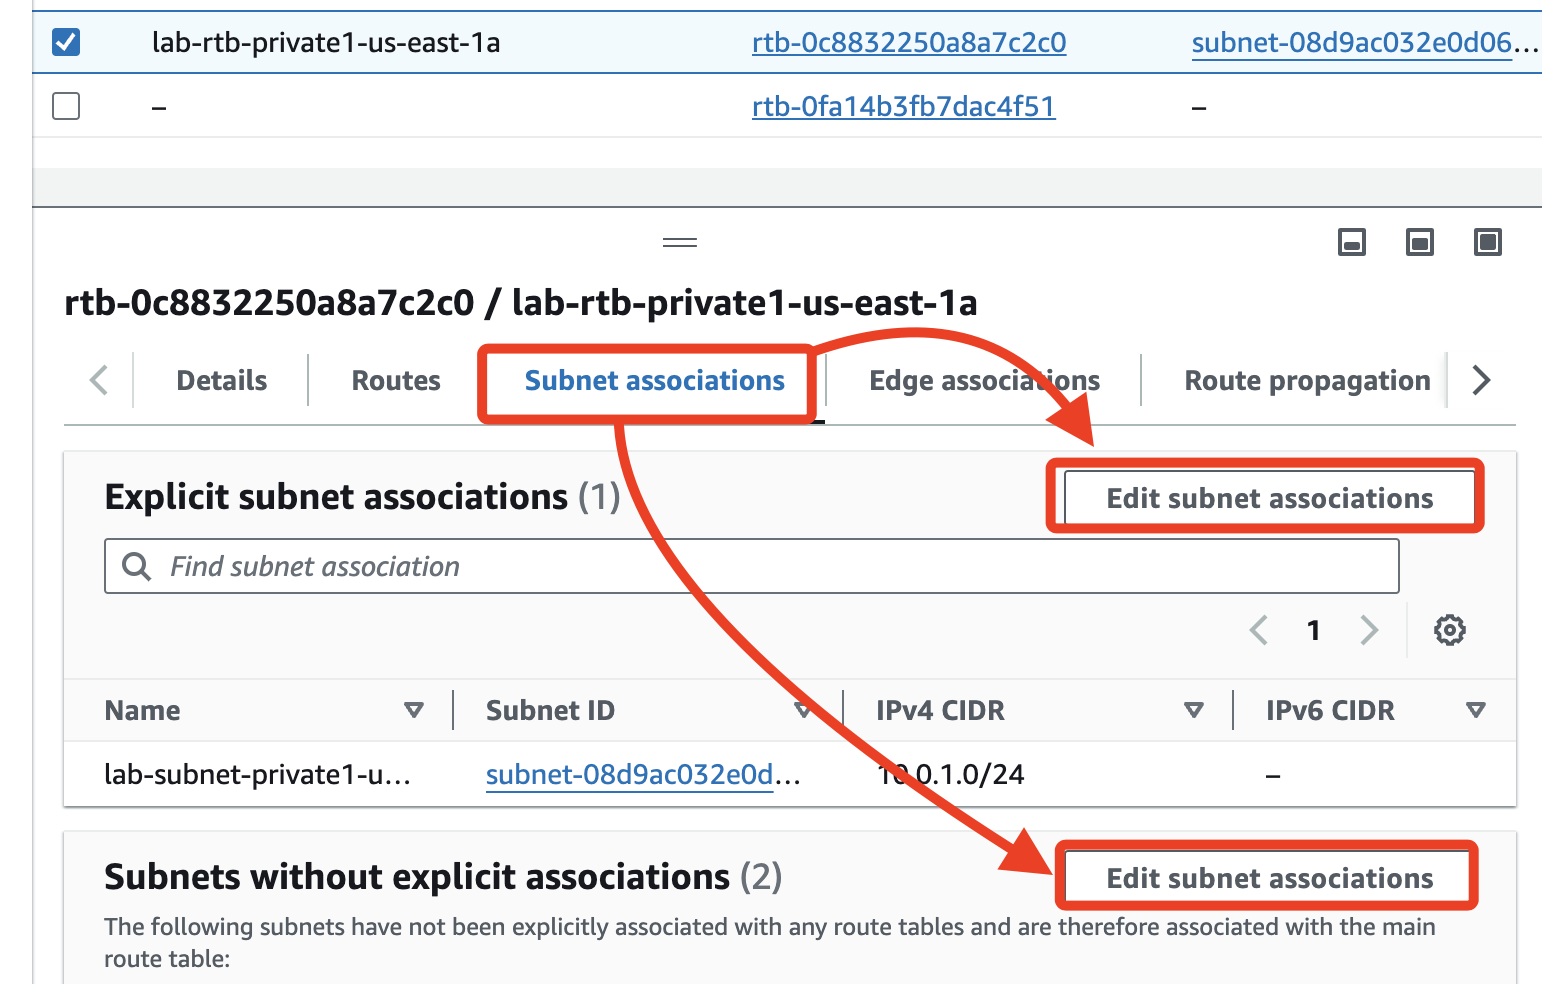 lab-rtb-private1-us-east-1a rtb-0c8832250a8a7c2c0 subnet-08d9ac032e0d06...
– rtb-0fa14b3fb7dac4f51 –
rtb-0c8832250a8a7c2c0 / lab-rtb-private1-us-east-1a
Details Routes Subnet associations Edge associations Route propagation
Explicit subnet associations (1) Edit subnet associations
Find subnet association
1
Name Subnet ID IPv4 CIDR IPv6 CIDR
lab-subnet-private1-u... subnet-08d9ac032e0d... 10.0.1.0/24 –
Subnets without explicit associations (2) Edit subnet associations
The following subnets have not been explicitly associated with any route tables and are therefore associated with the main
route table: